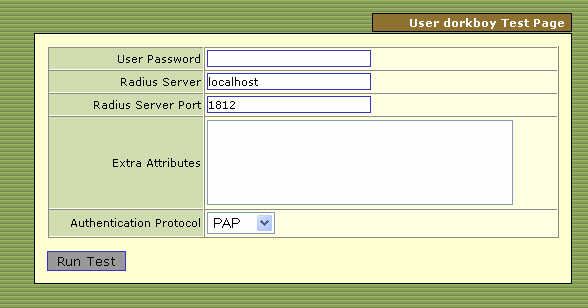 User dorkboy Test Page
User Password
Radius Server localhost
Radius Server Port 1812
Extra Attributes
Authentication Protocol PAP
Run Test